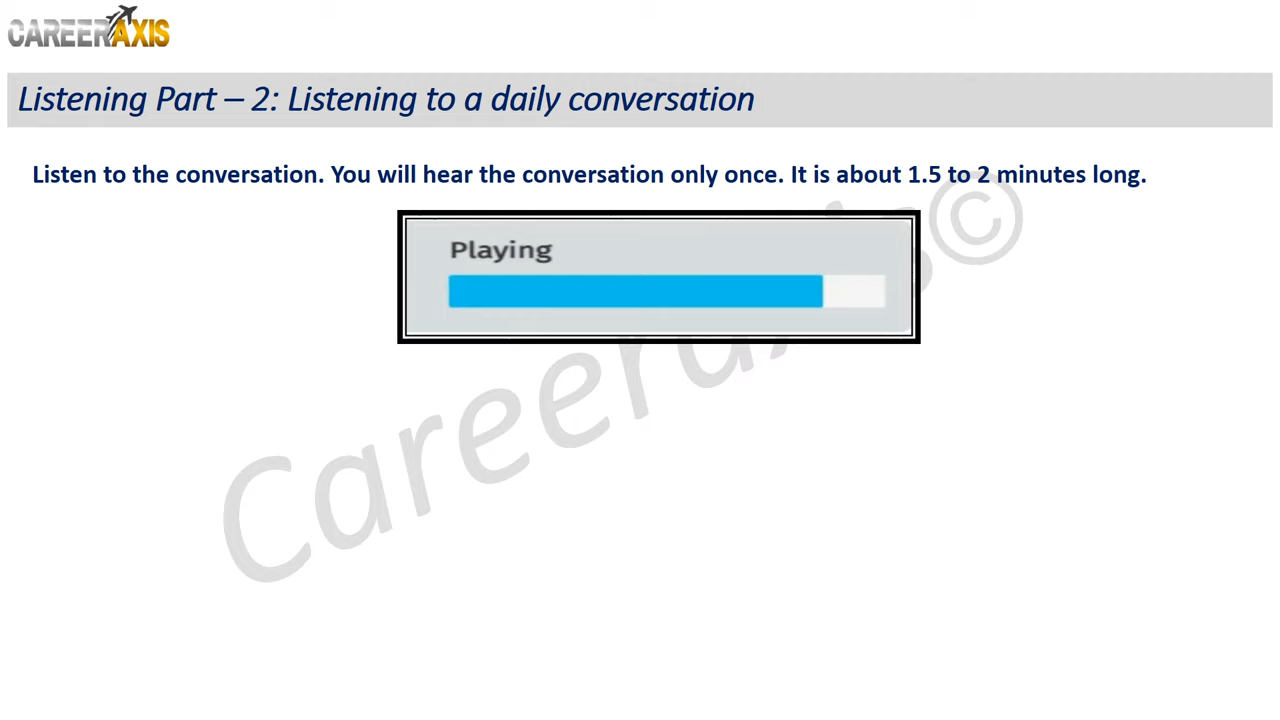 CAREERAXIS
Listening Part – 2: Listening to a daily conversation
Listen to the conversation. You will hear the conversation only once. It is about 1.5 to 2 minutes long.
Playing
Careeraxis©